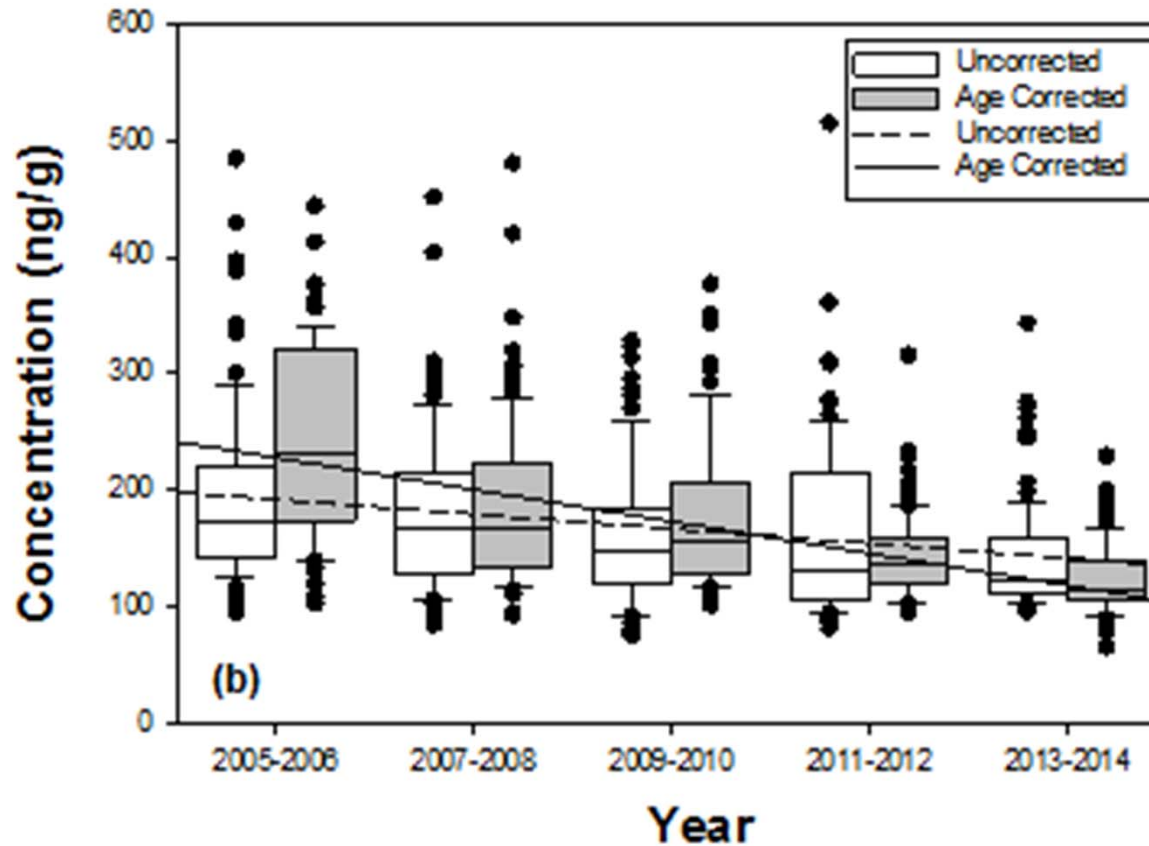 600
500
400
300
200
100
0
Concentration (ng/g)
Uncorrected
Age Corrected
Uncorrected
Age Corrected
(b)
2005-2006
2007-2008
2009-2010
2011-2012
2013-2014
Year